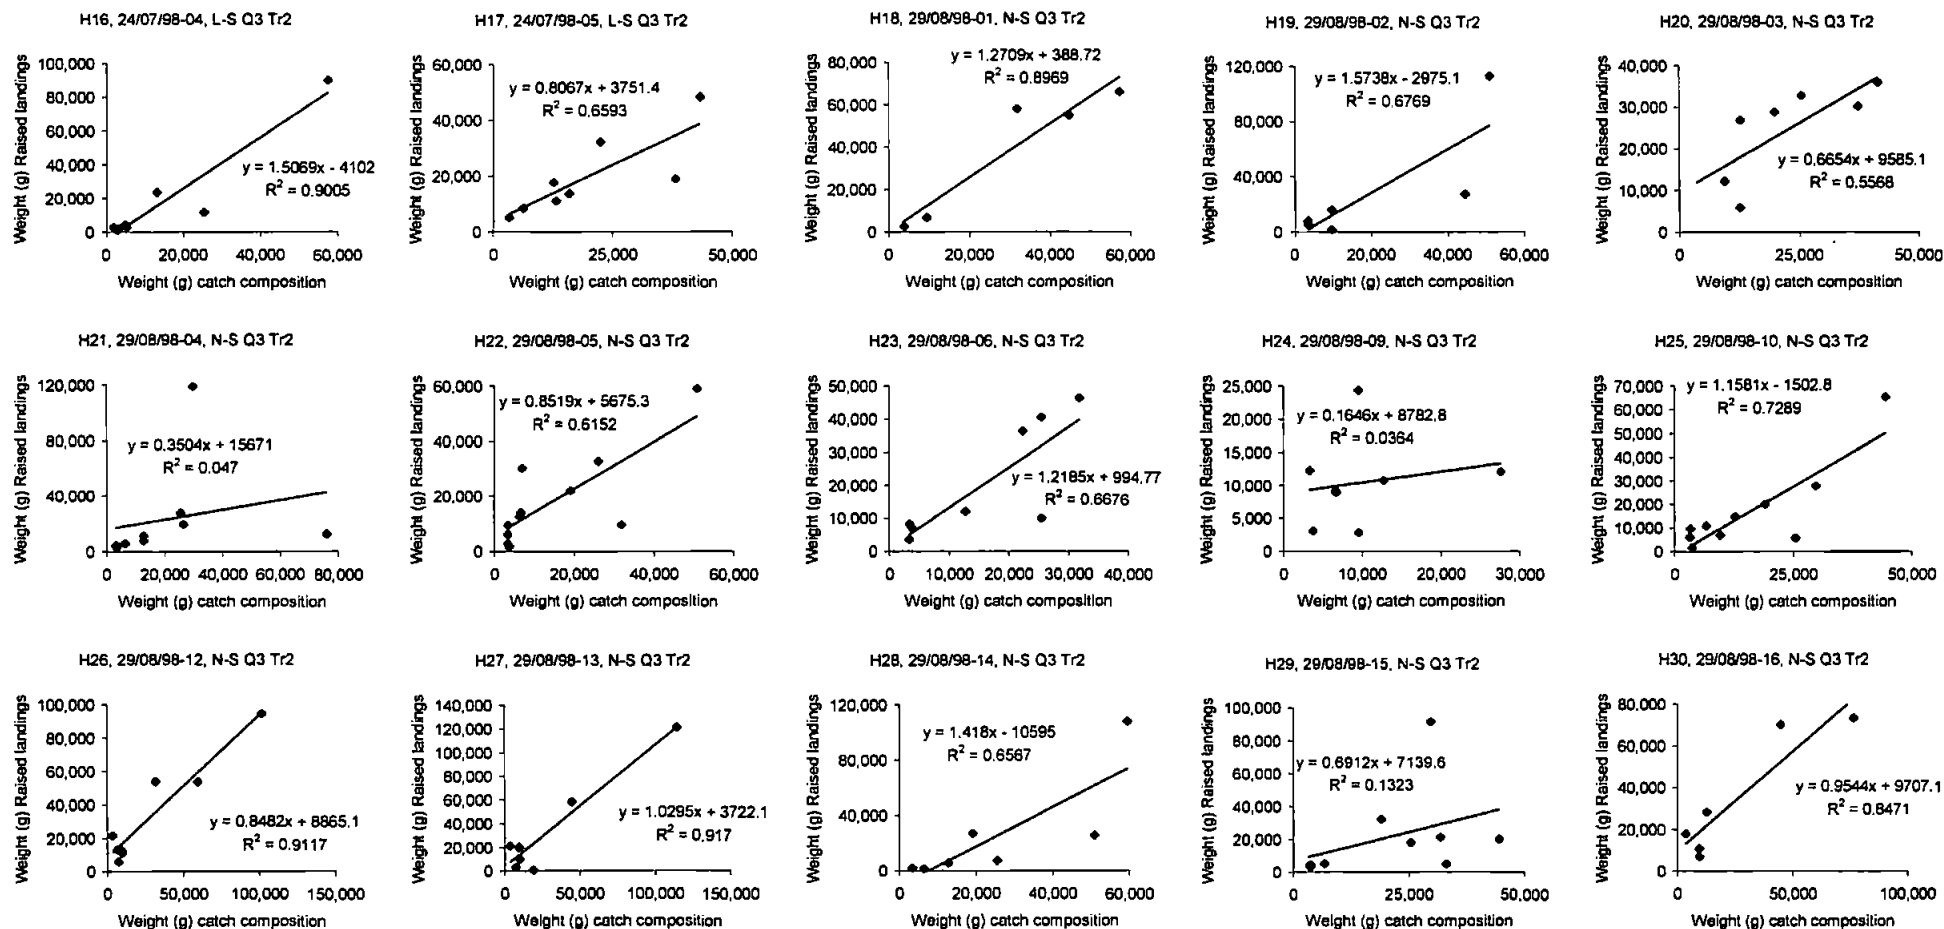 H16, 24/07/98-04, L-S Q3 Tr2
Weight (g) Raised landings
100,000
80,000
60,000
40,000
20,000
0
y = 1.5069x - 4102
R² = 0.9005
0 20,000 40,000 60,000
Weight (g) catch composition
H17, 24/07/98-05, L-S Q3 Tr2
Weight (g) Raised landings
60,000
40,000
20,000
0
y = 0.8067x + 3751.4
R² = 0.6593
0 25,000 50,000
Weight (g) catch composition
H18, 29/08/98-01, N-S Q3 Tr2
Weight (g) Raised landings
80,000
60,000
40,000
20,000
0
y = 1.2709x + 388.72
R² = 0.8969
0 20,000 40,000 60,000
Weight (g) catch composition
H19, 29/08/98-02, N-S Q3 Tr2
Weight (g) Raised landings
120,000
80,000
40,000
0
y = 1.5738x - 2975.1
R² = 0.6769
0 20,000 40,000 60,000
Weight (g) catch composition
H20, 29/08/98-03, N-S Q3 Tr2
Weight (g) Raised landings
40,000
30,000
20,000
10,000
0
y = 0.6654x + 9585.1
R² = 0.5568
0 25,000 50,000
Weight (g) catch composition
H21, 29/08/98-04, N-S Q3 Tr2
Weight (g) Raised landings
120,000
80,000
40,000
0
y = 0.3504x + 15671
R² = 0.047
0 20,000 40,000 60,000 80,000
Weight (g) catch composition
H22, 29/08/98-05, N-S Q3 Tr2
Weight (g) Raised landings
60,000
40,000
20,000
0
y = 0.8519x + 5675.3
R² = 0.6152
0 20,000 40,000 60,000
Weight (g) catch composition
H23, 29/08/98-06, N-S Q3 Tr2
Weight (g) Raised landings
50,000
40,000
30,000
20,000
10,000
0
y = 1.2185x + 994.77
R² = 0.6676
0 10,000 20,000 30,000 40,000
Weight (g) catch composition
H24, 29/08/98-09, N-S Q3 Tr2
Weight (g) Raised landings
25,000
20,000
15,000
10,000
5,000
0
y = 0.1646x + 8782.8
R² = 0.0364
0 10,000 20,000 30,000
Weight (g) catch composition
H25, 29/08/98-10, N-S Q3 Tr2
Weight (g) Raised landings
70,000
60,000
50,000
40,000
30,000
20,000
10,000
0
y = 1.1581x - 1502.8
R² = 0.7289
0 25,000 50,000
Weight (g) catch composition
H26, 29/08/98-12, N-S Q3 Tr2
Weight (g) Raised landings
100,000
80,000
60,000
40,000
20,000
0
y = 0.8482x + 8865.1
R² = 0.9117
0 50,000 100,000 150,000
Weight (g) catch composition
H27, 29/08/98-13, N-S Q3 Tr2
Weight (g) Raised landings
140,000
120,000
100,000
80,000
60,000
40,000
20,000
0
y = 1.0295x + 3722.1
R² = 0.917
0 50,000 100,000 150,000
Weight (g) catch composition
H28, 29/08/98-14, N-S Q3 Tr2
Weight (g) Raised landings
120,000
80,000
40,000
0
y = 1.418x - 10595
R² = 0.6567
0 20,000 40,000 60,000
Weight (g) catch composition
H29, 29/08/98-15, N-S Q3 Tr2
Weight (g) Raised landings
100,000
80,000
60,000
40,000
20,000
0
y = 0.6912x + 7139.6
R² = 0.1323
0 25,000 50,000
Weight (g) catch composition
H30, 29/08/98-16, N-S Q3 Tr2
Weight (g) Raised landings
80,000
60,000
40,000
20,000
0
y = 0.9544x + 9707.1
R² = 0.8471
0 50,000 100,000
Weight (g) catch composition